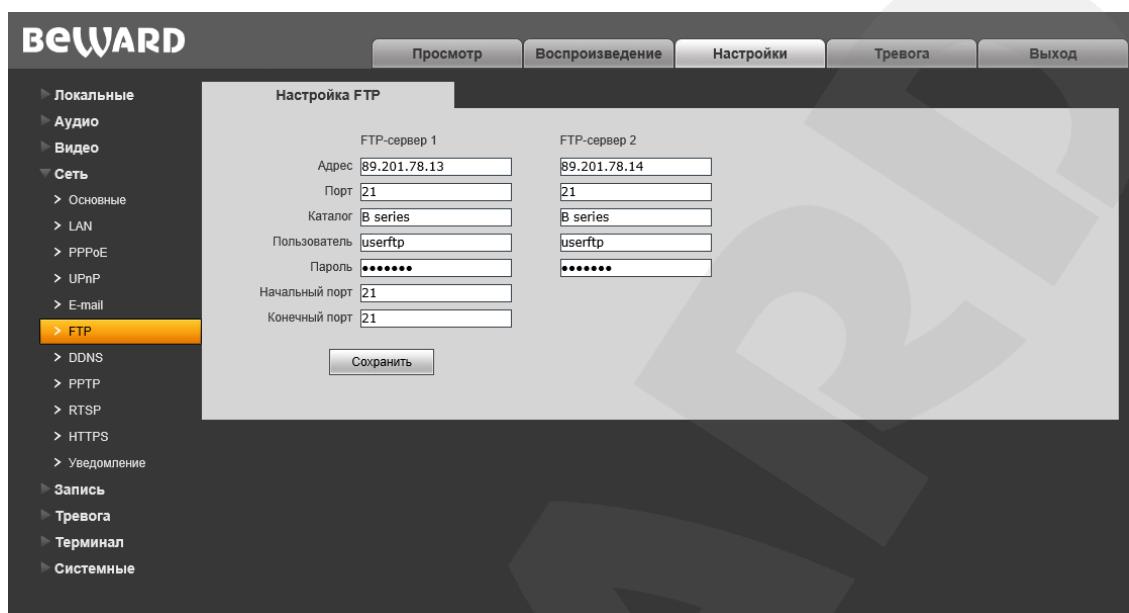 BEWARD
Просмотр Воспроизведение Настройки Тревога Выход
Локальные
Аудио
Видео
Сеть
> Основные
> LAN
> PPPoE
> UPnP
> E-mail
> FTP
> DDNS
> PPTP
> RTSP
> HTTPS
> Уведомление
Запись
Тревога
Терминал
Системные
Настройка FTP
FTP-сервер 1 FTP-сервер 2
Адрес 89.201.78.13 89.201.78.14
Порт 21 21
Каталог B series B series
Пользователь userftp userftp
Пароль ●●●●●●● ●●●●●●●
Начальный порт 21
Конечный порт 21
Сохранить